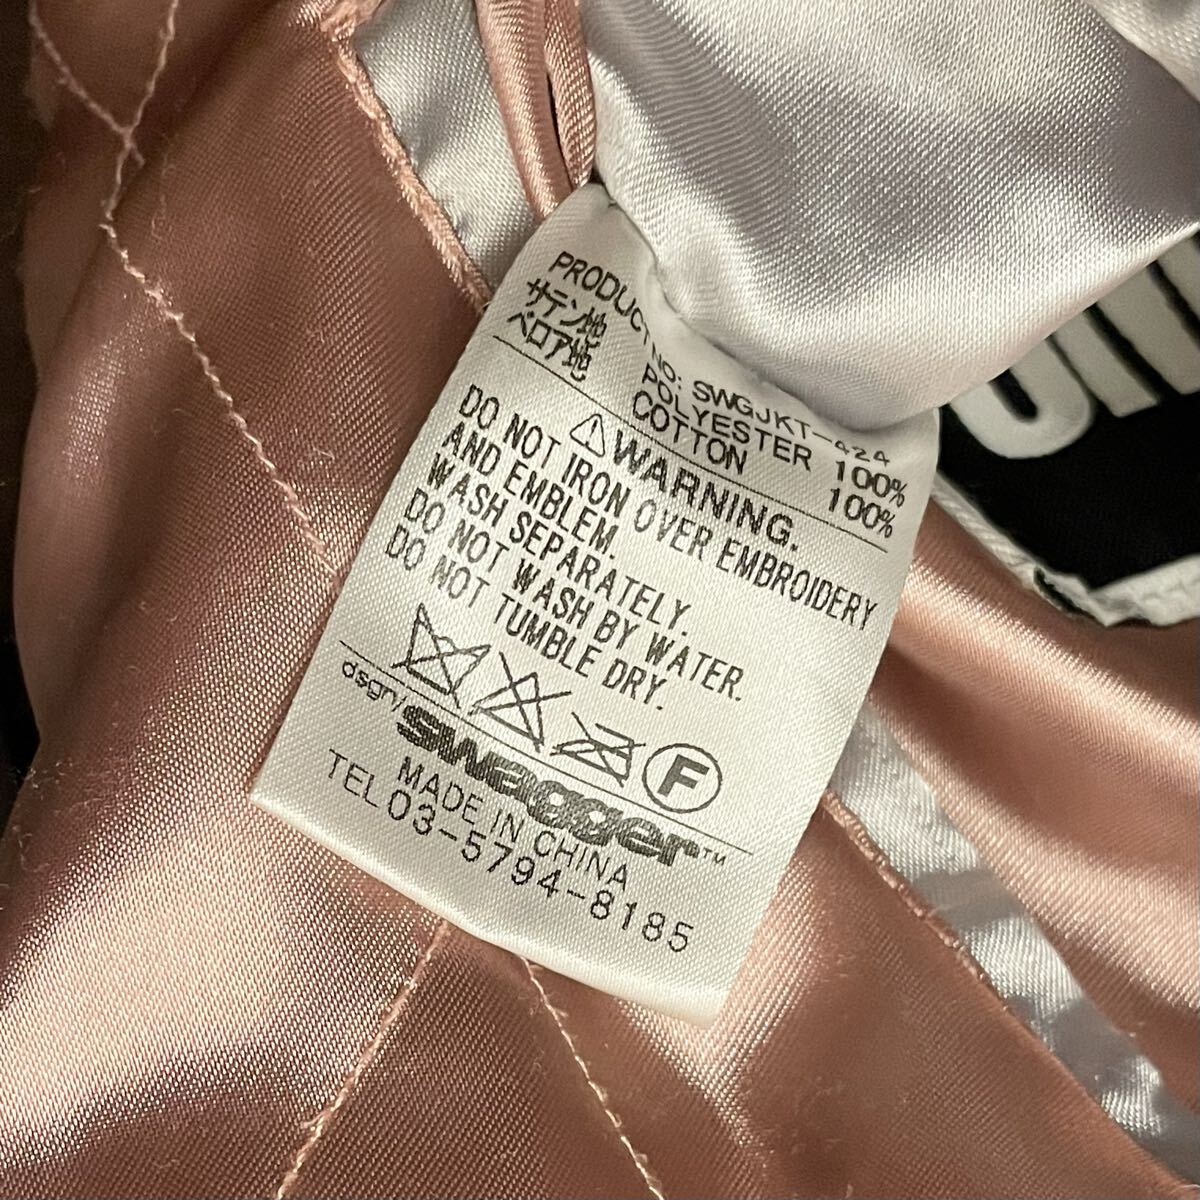 PRODUCT NO: SWGJKT-424
サテン地 POLYESTER 100%
ベロア地 COTTON 100%
⚠WARNING.
DO NOT IRON OVER EMBROIDERY
AND EMBLEM.
WASH SEPARATELY.
DO NOT WASH BY WATER.
DO NOT TUMBLE DRY.
F
dsgn/swagger™
MADE IN CHINA
TEL 03-5794-8185